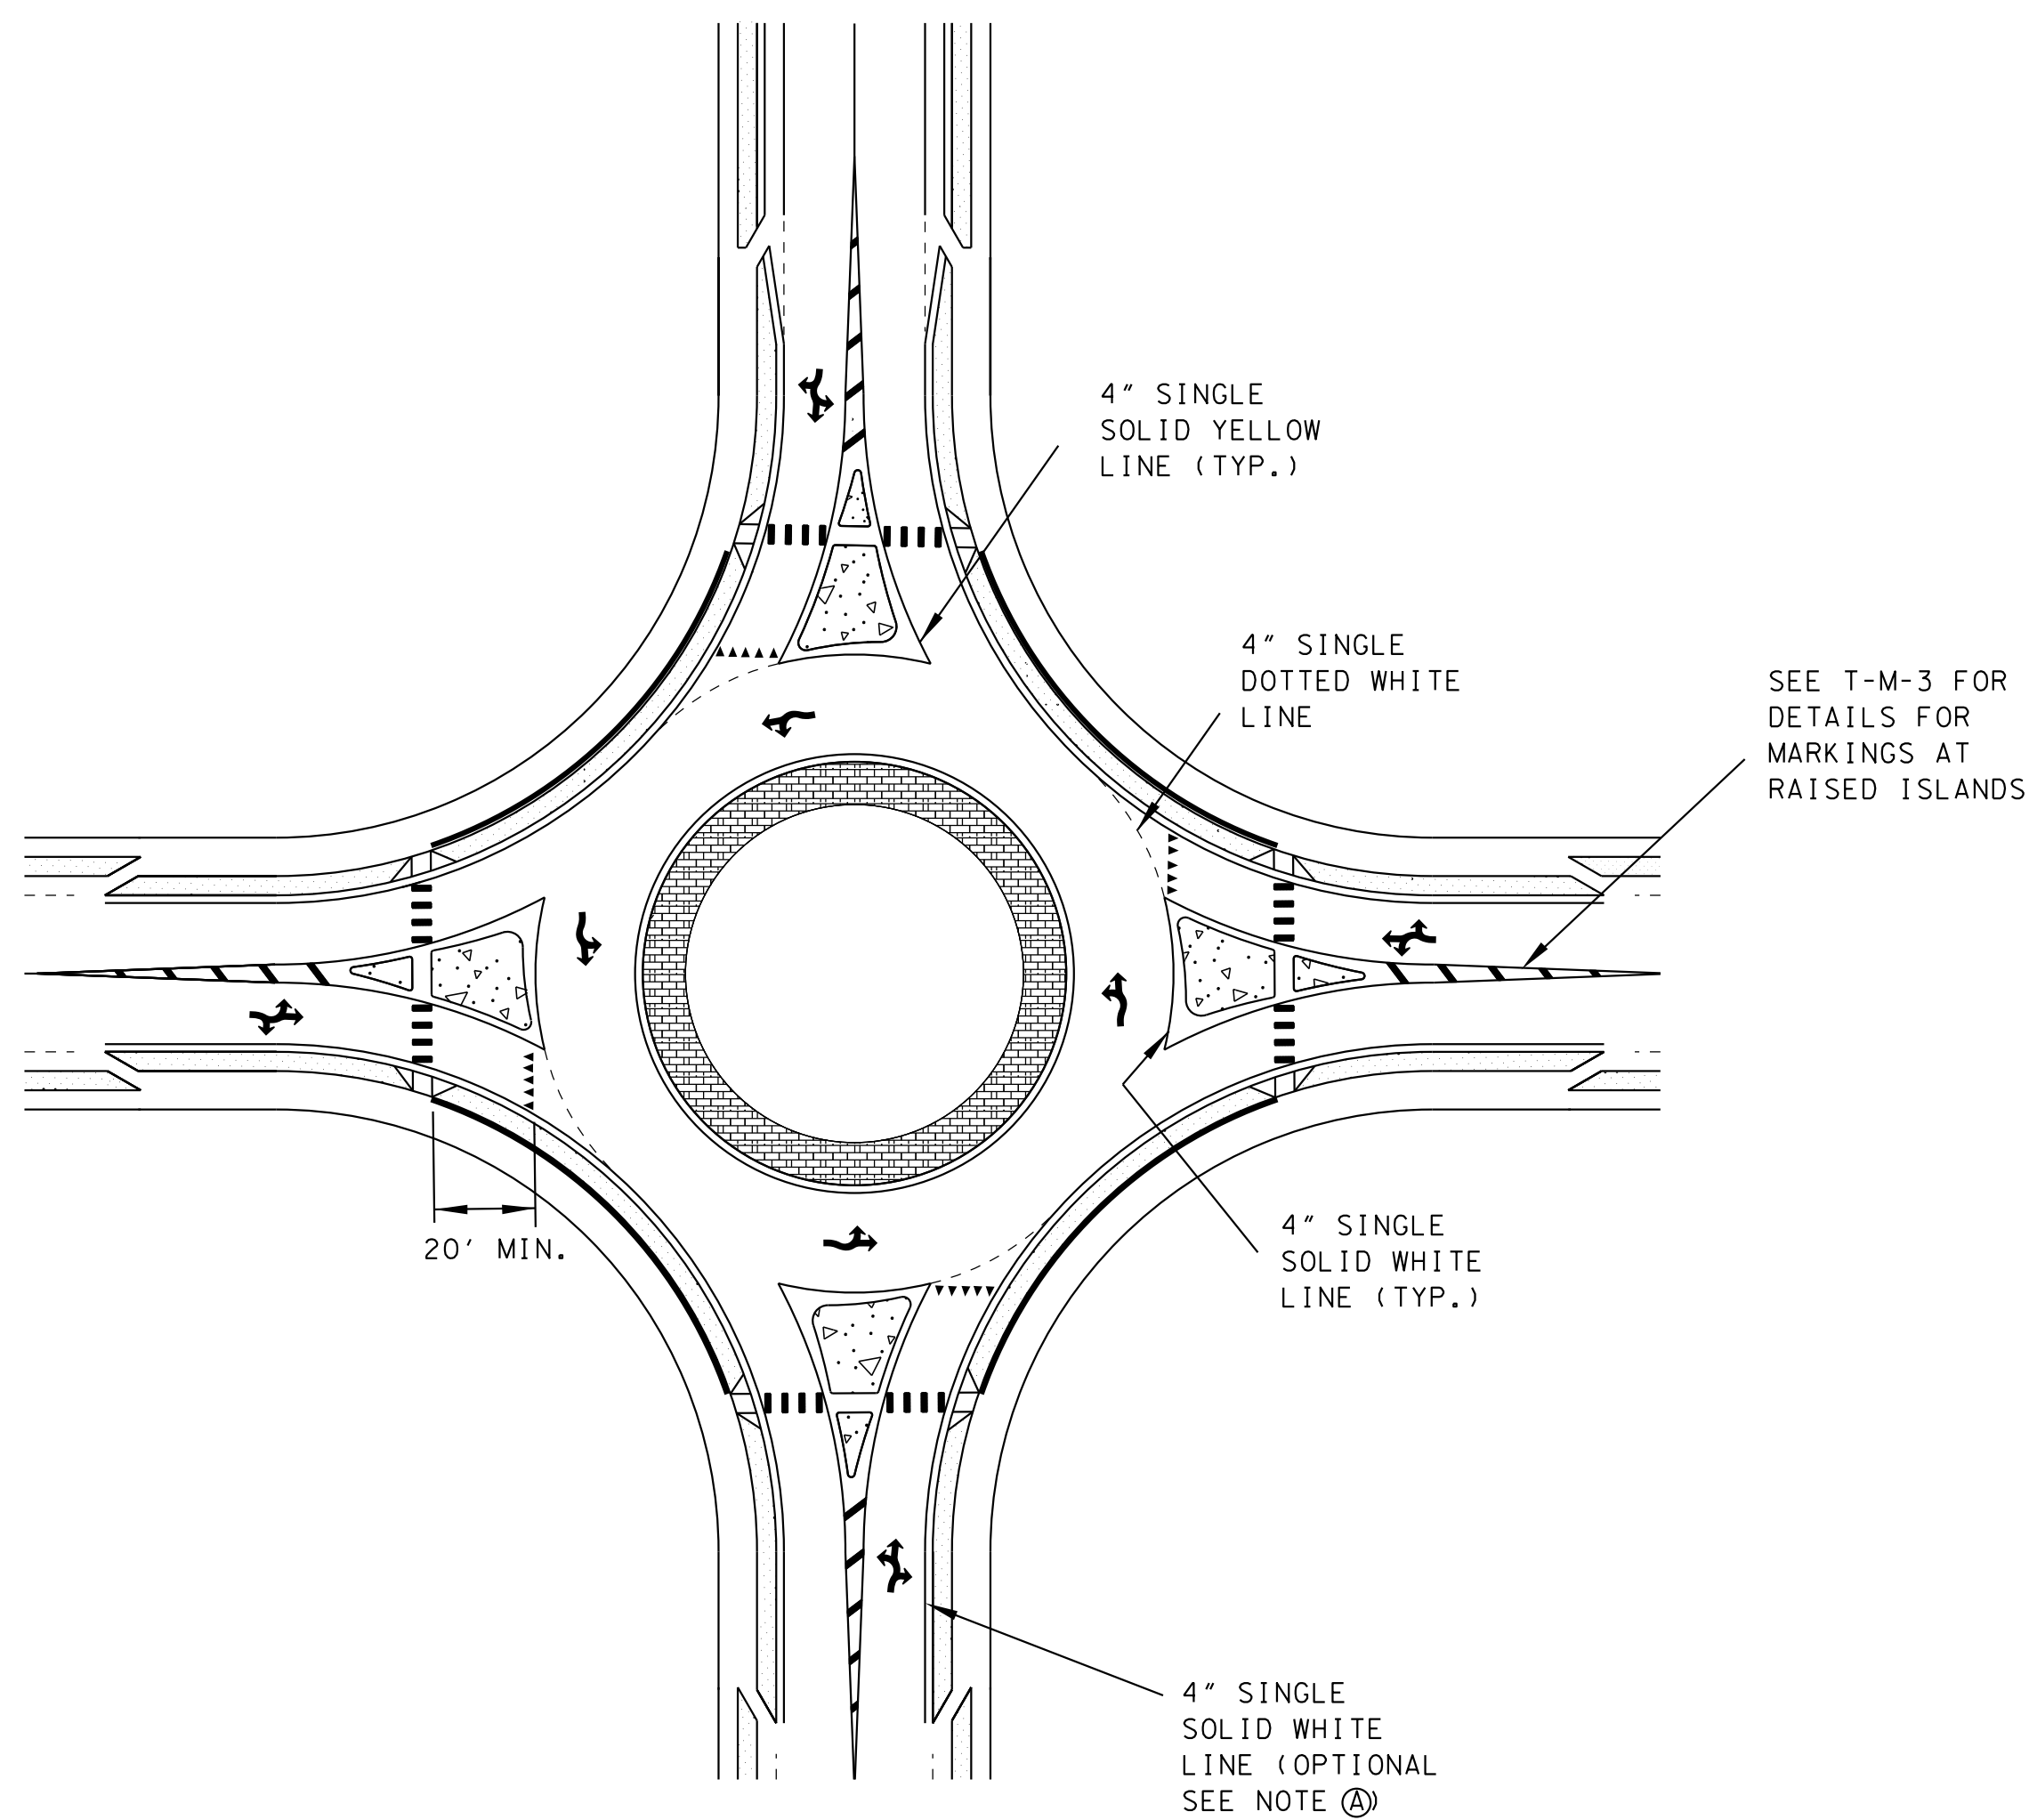 4" SINGLE
SOLID YELLOW
LINE (TYP.)
4" SINGLE
DOTTED WHITE
LINE
SEE T-M-3 FOR
DETAILS FOR
MARKINGS AT
RAISED ISLANDS
20' MIN.
4" SINGLE
SOLID WHITE
LINE (TYP.)
4" SINGLE
SOLID WHITE
LINE (OPTIONAL
SEE NOTE Ⓐ)